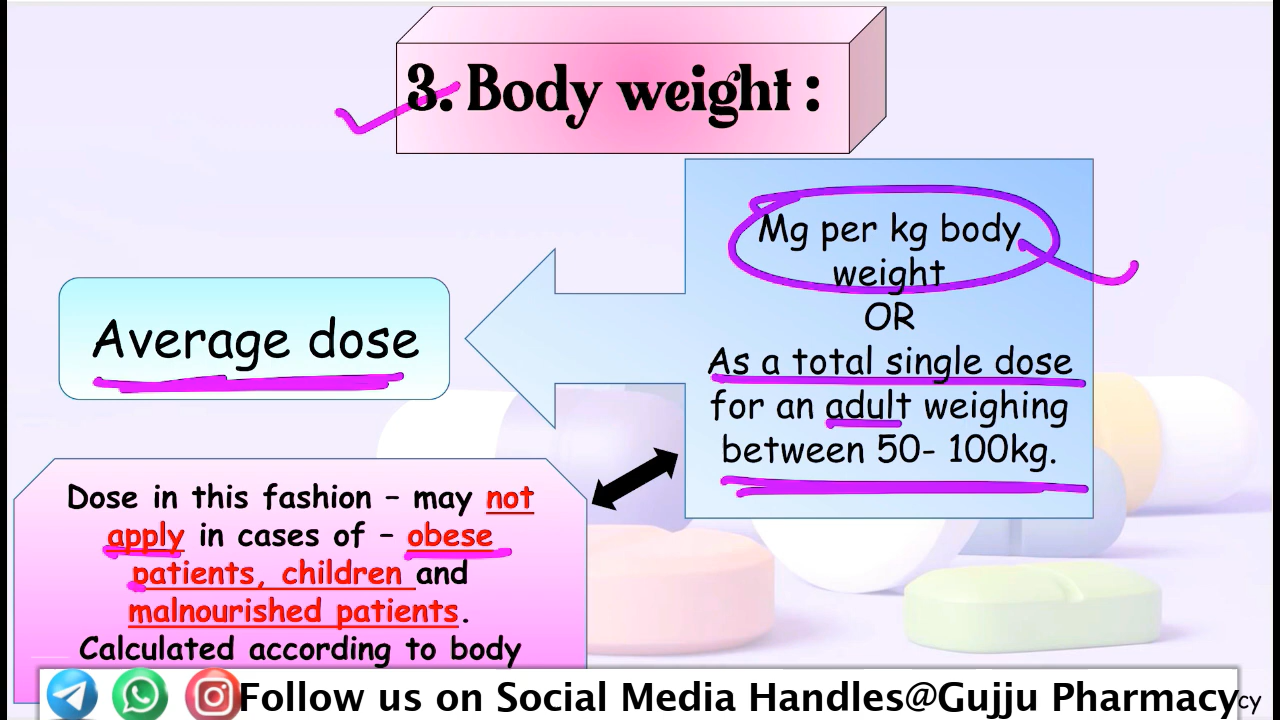 3. Body weight :
Mg per kg body
weight
OR
As a total single dose
for an adult weighing
between 50- 100kg.
Average dose
Dose in this fashion – may not
apply in cases of – obese
patients, children and
malnourished patients.
Calculated according to body
Follow us on Social Media Handles@Gujju Pharmacy
cy